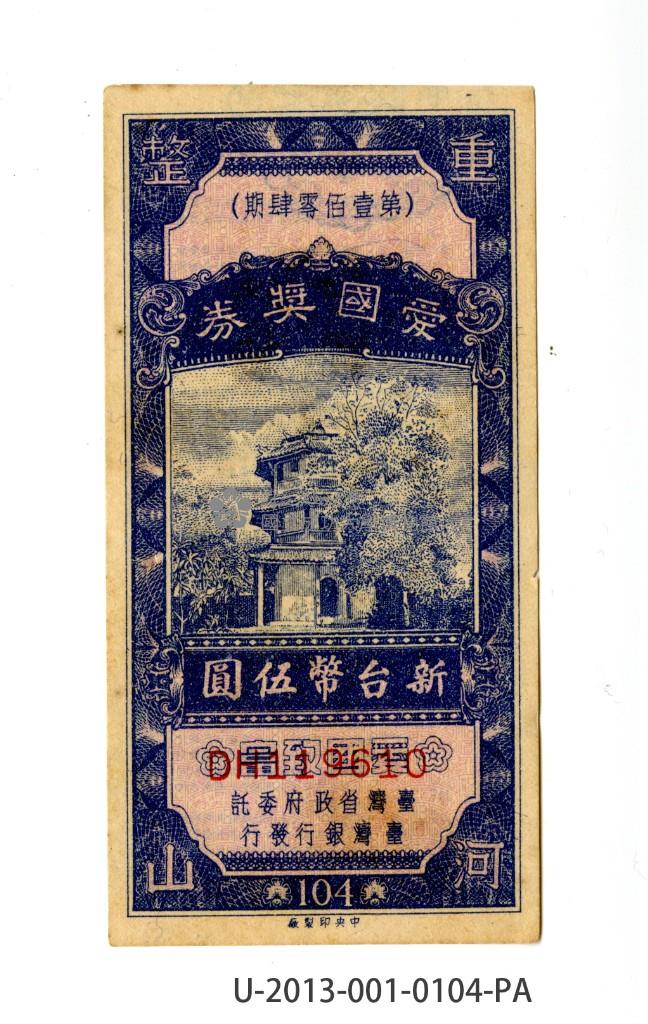 重整
(第壹佰零肆期)
愛國獎券
新台幣伍圓
DH119610
臺灣省政府委託
臺灣銀行發行
河山
104
中央印製廠
U-2013-001-0104-PA